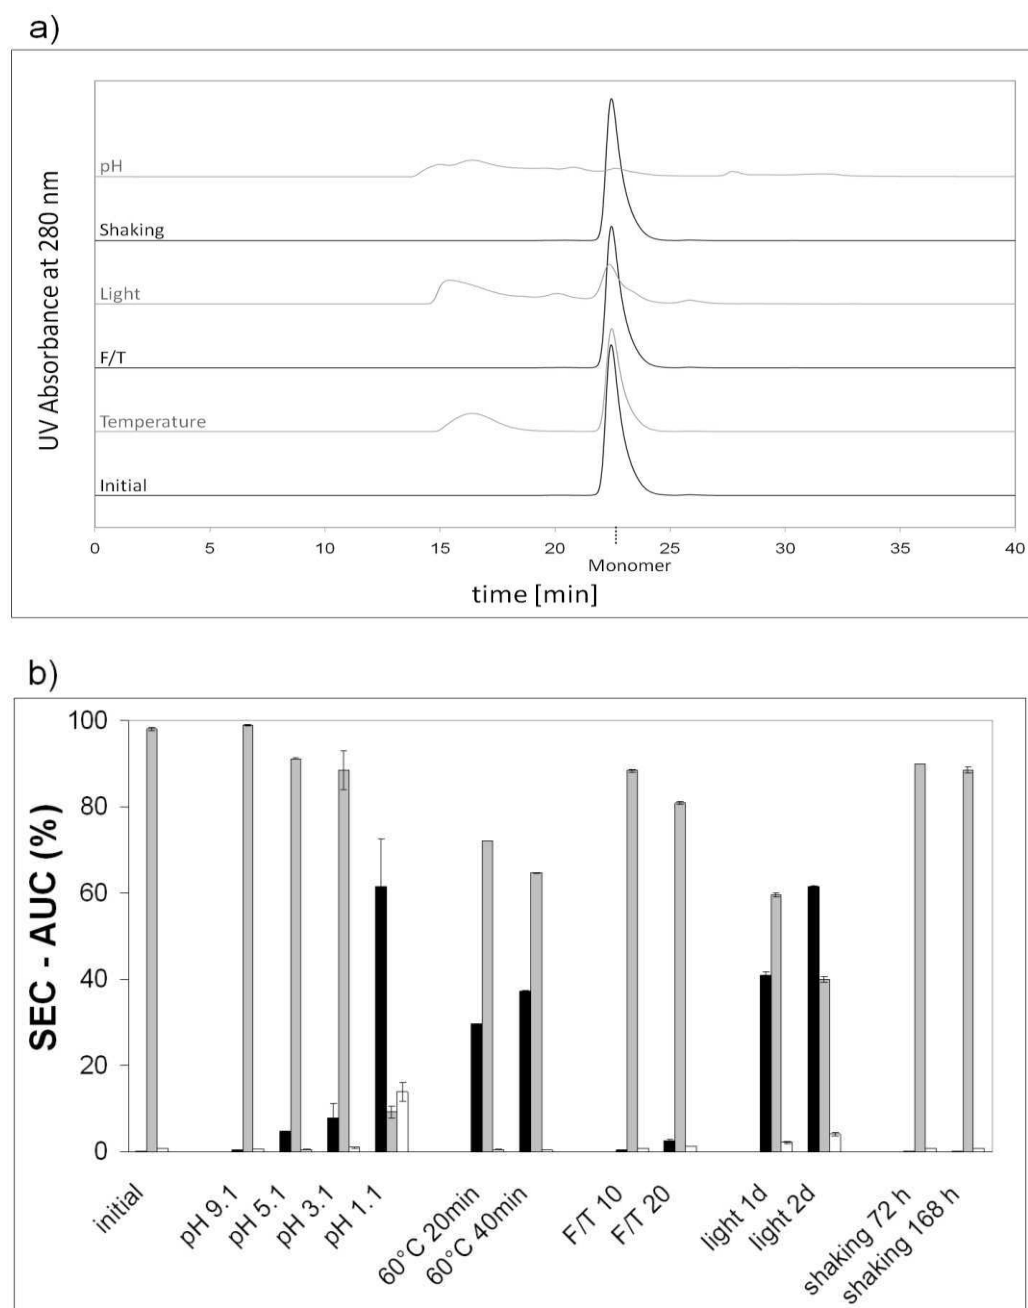 a)
UV Absorbance at 280 nm
pH
Shaking
Light
F/T
Temperature
Initial
0 5 10 15 20 25 30 35 40
Monomer
time [min]
b)
SEC - AUC (%)
100
80
60
40
20
0
initial pH 9.1 pH 5.1 pH 3.1 pH 1.1 60°C 20min 60°C 40min F/T 10 F/T 20 light 1d light 2d shaking 72 h shaking 168 h